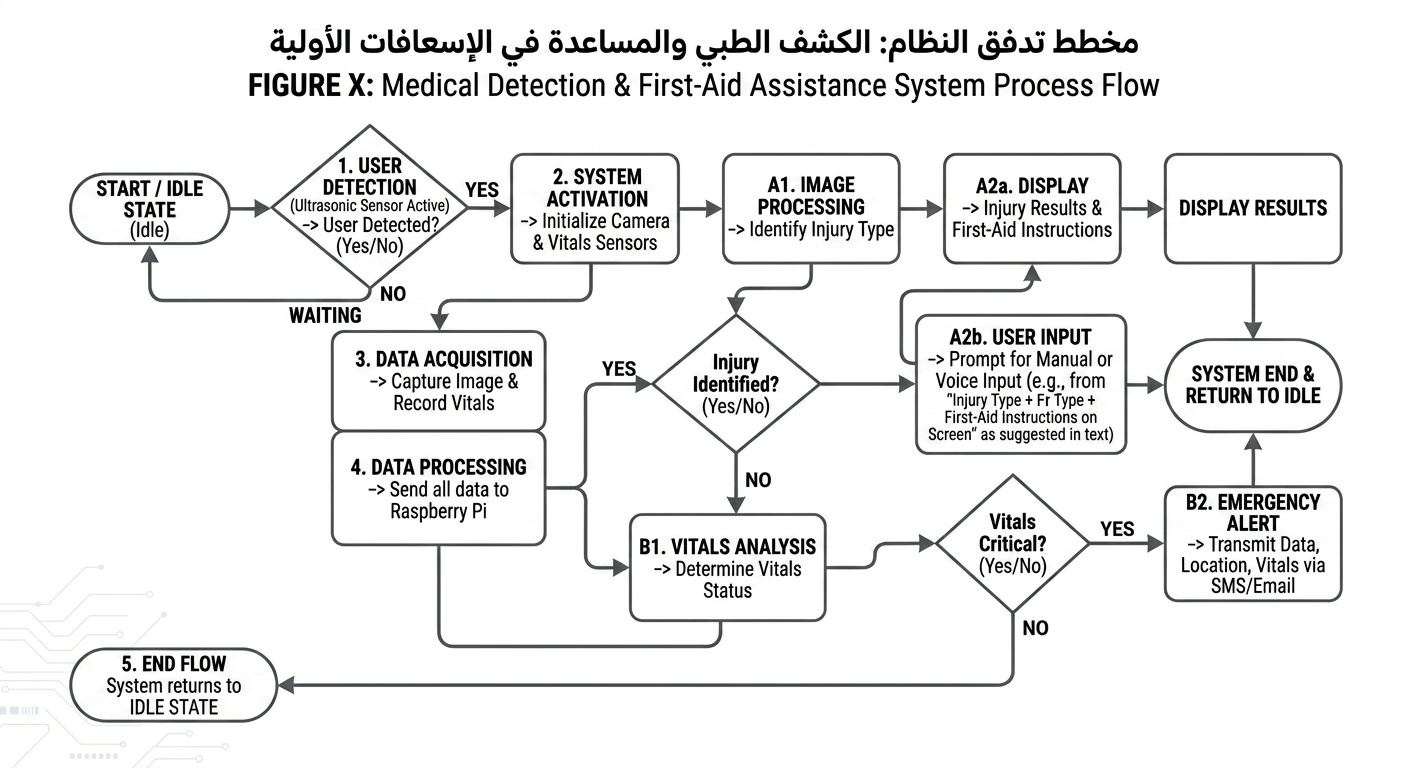 مخطط تدفق النظام: الكشف الطبي والمساعدة في الإسعافات الأولية
FIGURE X: Medical Detection & First-Aid Assistance System Process Flow
START / IDLE
STATE
(Idle)
1. USER
DETECTION
(Ultrasonic Sensor Active)
–> User Detected?
(Yes/No)
YES
NO
WAITING
2. SYSTEM
ACTIVATION
–> Initialize Camera
& Vitals Sensors
A1. IMAGE
PROCESSING
–> Identify Injury Type
A2a. DISPLAY
–> Injury Results &
First-Aid Instructions
DISPLAY RESULTS
3. DATA ACQUISITION
–> Capture Image &
Record Vitals
4. DATA PROCESSING
–> Send all data to
Raspberry Pi
YES
Injury
Identified?
(Yes/No)
NO
A2b. USER INPUT
–> Prompt for Manual or
Voice Input (e.g., from
"Injury Type + Fr Type +
First-Aid Instructions on
Screen" as suggested in text)
SYSTEM END &
RETURN TO IDLE
B1. VITALS ANALYSIS
–> Determine Vitals
Status
Vitals
Critical?
(Yes/No)
YES
NO
B2. EMERGENCY
ALERT
–> Transmit Data,
Location, Vitals via
SMS/Email
5. END FLOW
System returns to
IDLE STATE